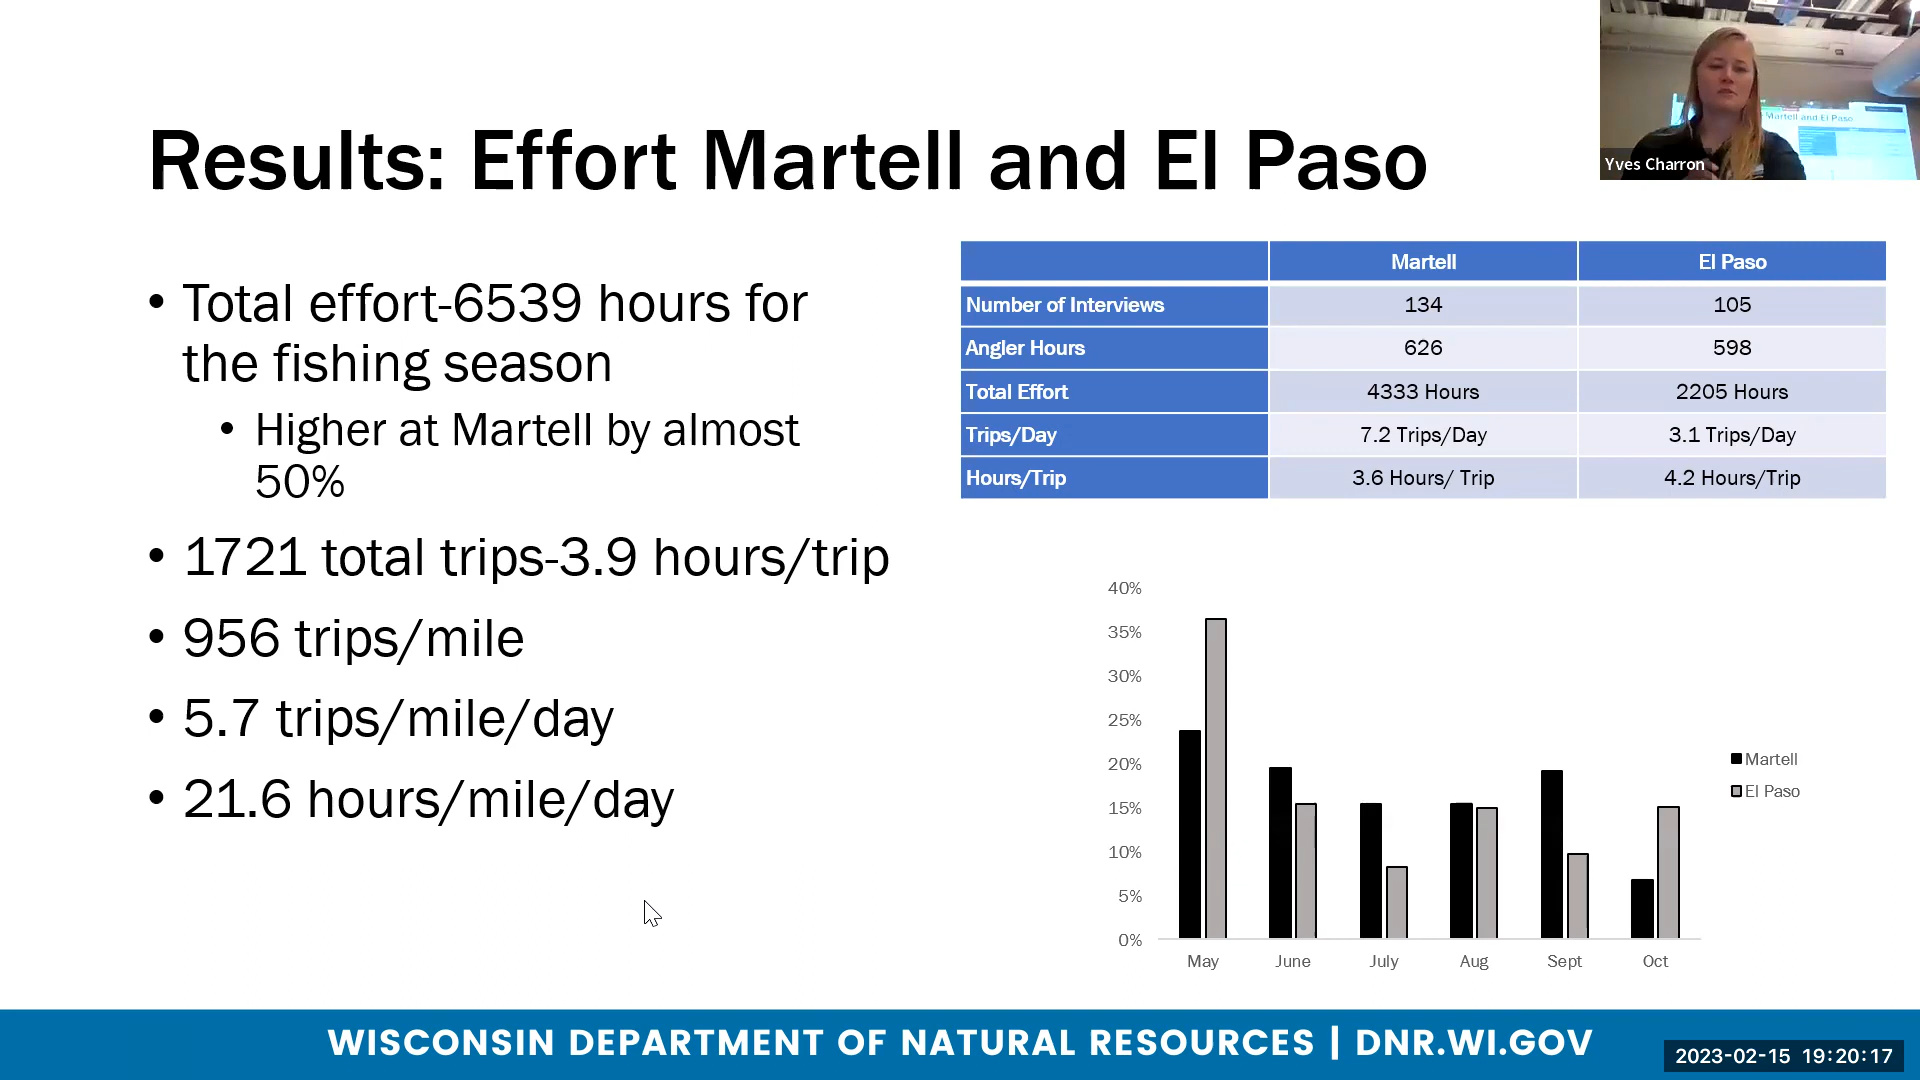 Results: Effort Martell and El Paso
Yves Charron
Martell and El Paso
• Total effort-6539 hours for
the fishing season
• Higher at Martell by almost
50%
• 1721 total trips-3.9 hours/trip
• 956 trips/mile
• 5.7 trips/mile/day
• 21.6 hours/mile/day
Martell El Paso
Number of Interviews 134 105
Angler Hours 626 598
Total Effort 4333 Hours 2205 Hours
Trips/Day 7.2 Trips/Day 3.1 Trips/Day
Hours/Trip 3.6 Hours/ Trip 4.2 Hours/Trip
40%
35%
30%
25%
20%
15%
10%
5%
0%
May June July Aug Sept Oct
Martell
El Paso
WISCONSIN DEPARTMENT OF NATURAL RESOURCES | DNR.WI.GOV
2023-02-15 19:20:17